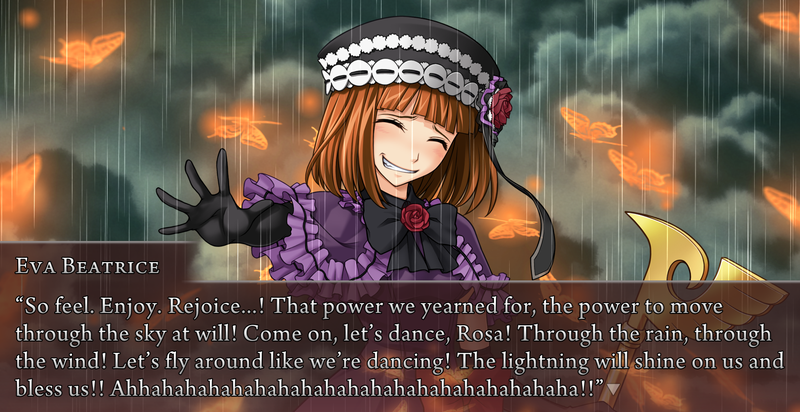 Eva Beatrice
“So feel. Enjoy. Rejoice...! That power we yearned for, the power to move
through the sky at will! Come on, let’s dance, Rosa! Through the rain, through
the wind! Let’s fly around like we’re dancing! The lightning will shine on us and
bless us!! Ahhahahahahahahahahahahahahahahahahahahahaha!!”